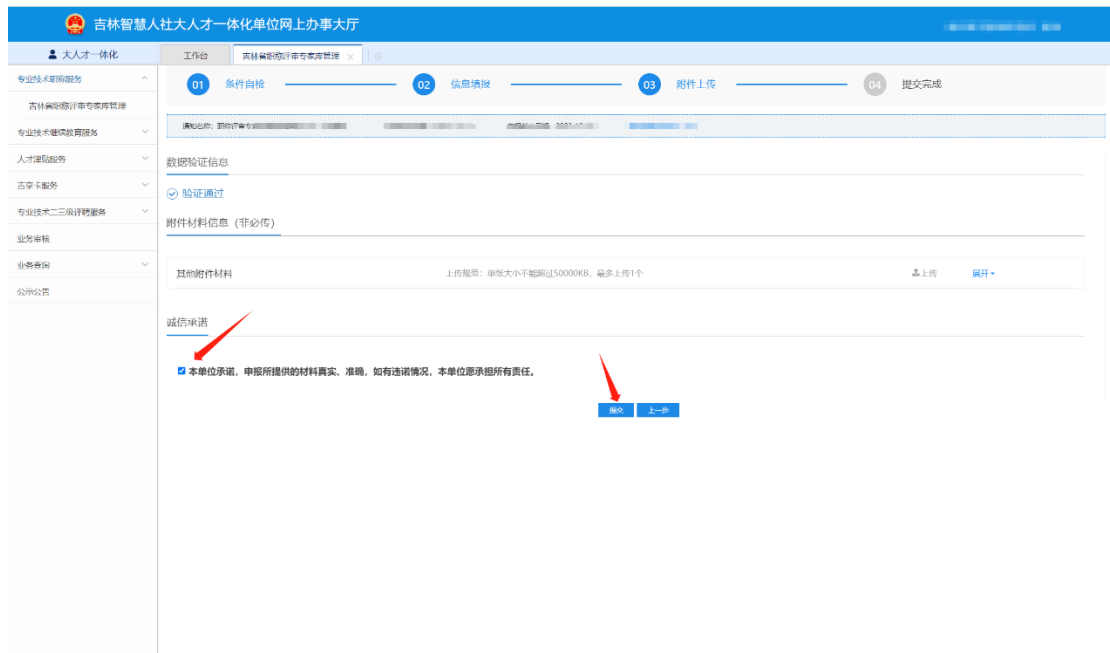 吉林智慧人社大人才一体化单位网上办事大厅
大人才一体化
工作台
吉林省职称评审专家库管理
专业技术职称服务
吉林省职称评审专家库管理
专业技术继续教育服务
人才津贴服务
吉享卡服务
专业技术二三级评聘服务
业务审核
业务查询
公示公告
01 条件自检
02 信息填报
03 附件上传
04 提交完成
通知名称：职称评审专
数据验证信息
验证通过
附件材料信息（非必传）
其他附件材料
上传规范：单张大小不能超过50000KB，最多上传1个
上传
展开
诚信承诺
本单位承诺，申报所提供的材料真实、准确，如有违诺情况，本单位愿承担所有责任。
提交
上一步